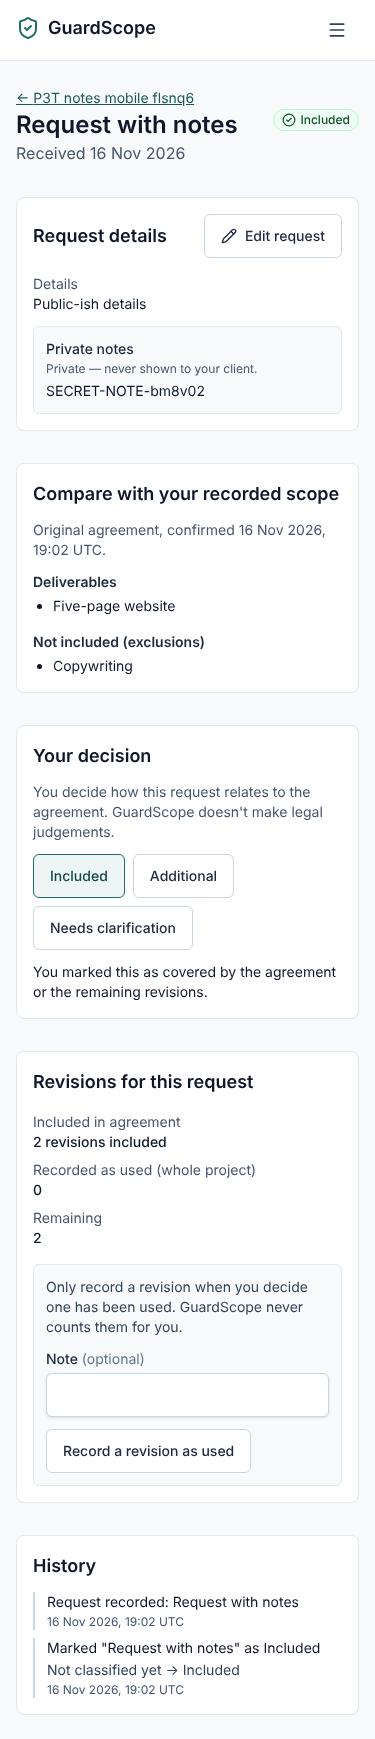 GuardScope
← P3T notes mobile flsnq6
Request with notes
Included
Received 16 Nov 2026
Request details
Edit request
Details
Public-ish details
Private notes
Private — never shown to your client.
SECRET-NOTE-bm8v02
Compare with your recorded scope
Original agreement, confirmed 16 Nov 2026,
19:02 UTC.
Deliverables
• Five-page website
Not included (exclusions)
• Copywriting
Your decision
You decide how this request relates to the
agreement. GuardScope doesn't make legal
judgements.
Included
Additional
Needs clarification
You marked this as covered by the agreement
or the remaining revisions.
Revisions for this request
Included in agreement
2 revisions included
Recorded as used (whole project)
0
Remaining
2
Only record a revision when you decide
one has been used. GuardScope never
counts them for you.
Note (optional)
Record a revision as used
History
Request recorded: Request with notes
16 Nov 2026, 19:02 UTC
Marked "Request with notes" as Included
Not classified yet → Included
16 Nov 2026, 19:02 UTC